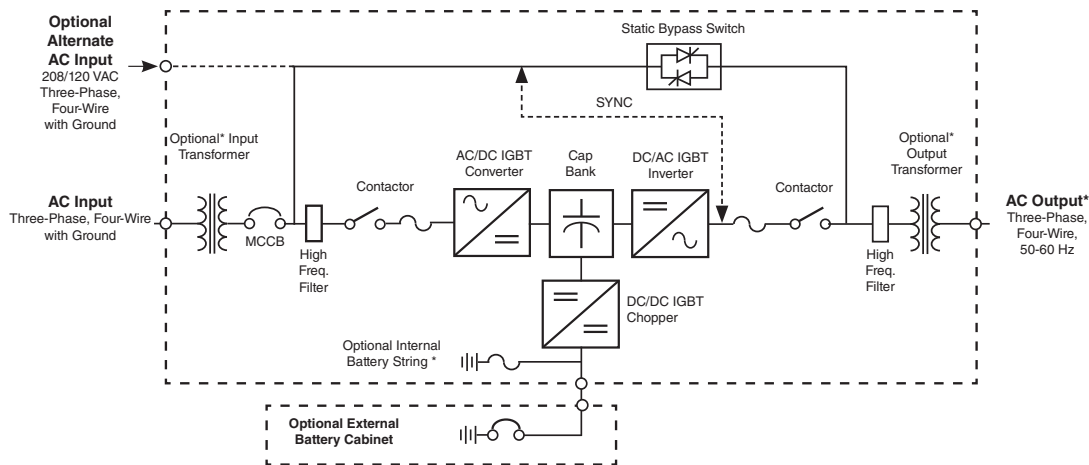 Optional
Alternate
AC Input
208/120 VAC
Three-Phase,
Four-Wire
with Ground
Static Bypass Switch
SYNC
Optional* Input
Transformer
AC Input
Three-Phase, Four-Wire
with Ground
MCCB
High
Freq.
Filter
Contactor
AC/DC IGBT
Converter
Cap
Bank
DC/AC IGBT
Inverter
Contactor
High
Freq.
Filter
Optional*
Output
Transformer
AC Output*
Three-Phase,
Four-Wire,
50-60 Hz
DC/DC IGBT
Chopper
Optional Internal
Battery String *
Optional External
Battery Cabinet